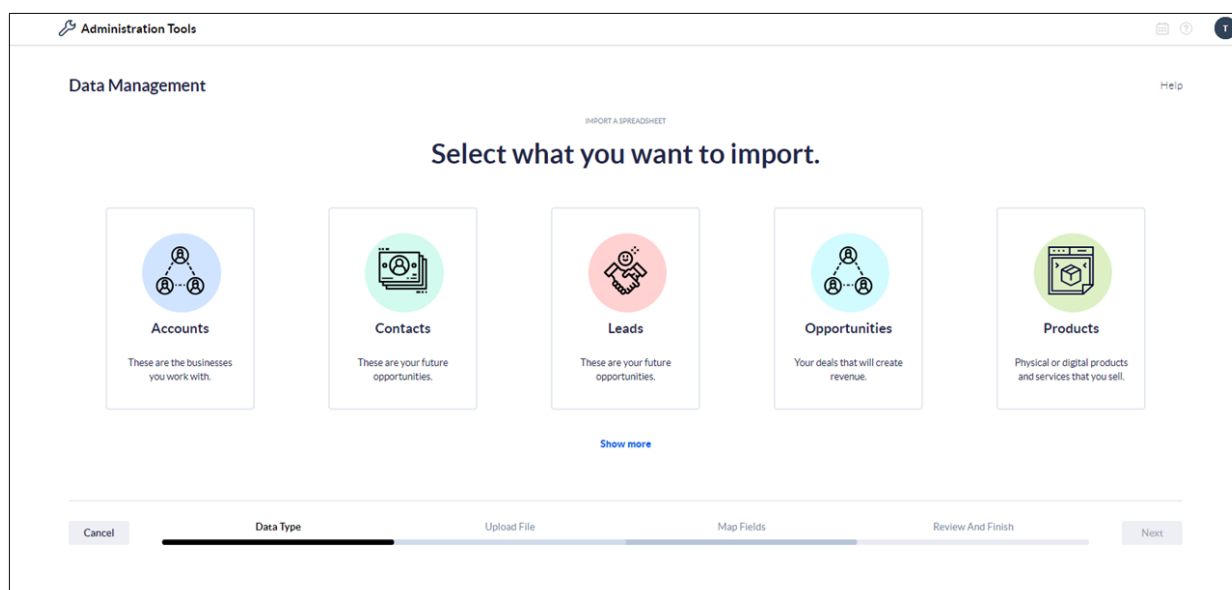 Administration Tools
T
Data Management
Help
IMPORT A SPREADSHEET
Select what you want to import.
Accounts
These are the businesses
you work with.
Contacts
These are your future
opportunities.
Leads
These are your future
opportunities.
Opportunities
Your deals that will create
revenue.
Products
Physical or digital products
and services that you sell.
Show more
Cancel
Data Type
Upload File
Map Fields
Review And Finish
Next